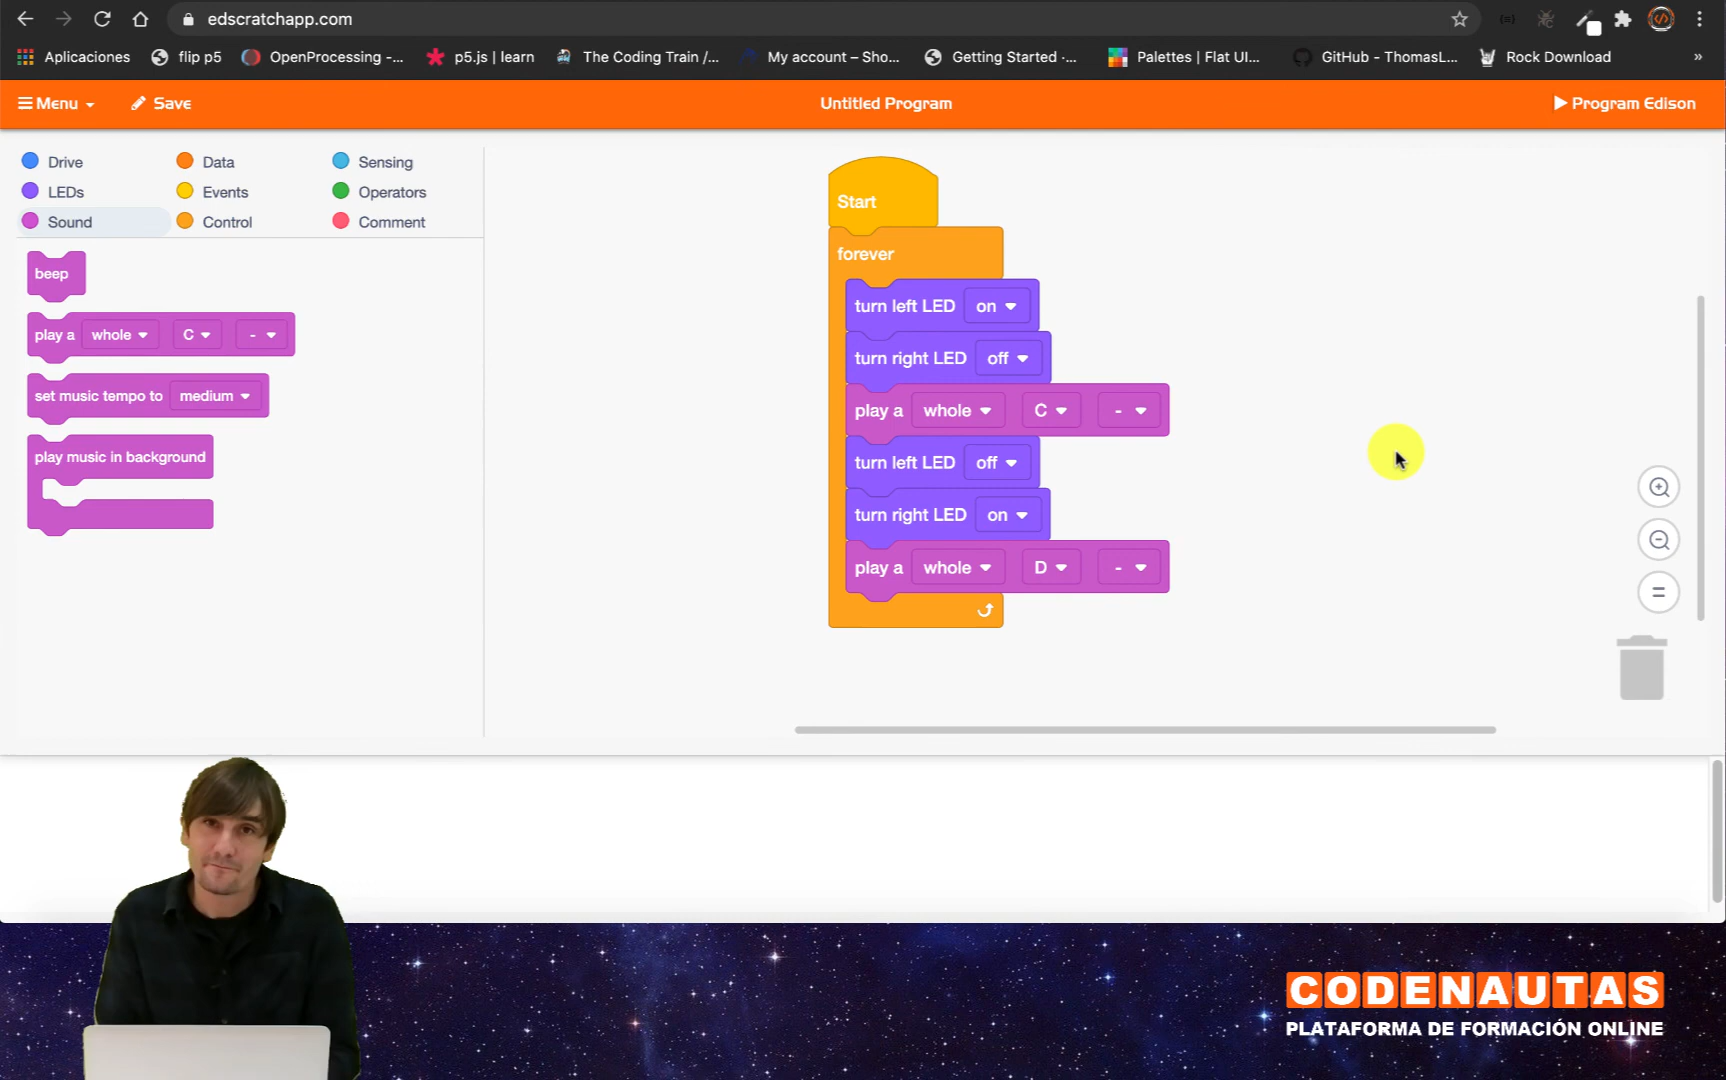 edscratchapp.com
Aplicaciones flip p5 OpenProcessing -... p5.js | learn The Coding Train /... My account – Sho... Getting Started ·... Palettes | Flat UI... GitHub - ThomasL... Rock Download »
Menu Save Untitled Program Program Edison
Drive Data Sensing
LEDs Events Operators
Sound Control Comment
beep
play a whole C -
set music tempo to medium
play music in background
Start
forever
turn left LED on
turn right LED off
play a whole C -
turn left LED off
turn right LED on
play a whole D -
CODENAUTAS
PLATAFORMA DE FORMACIÓN ONLINE